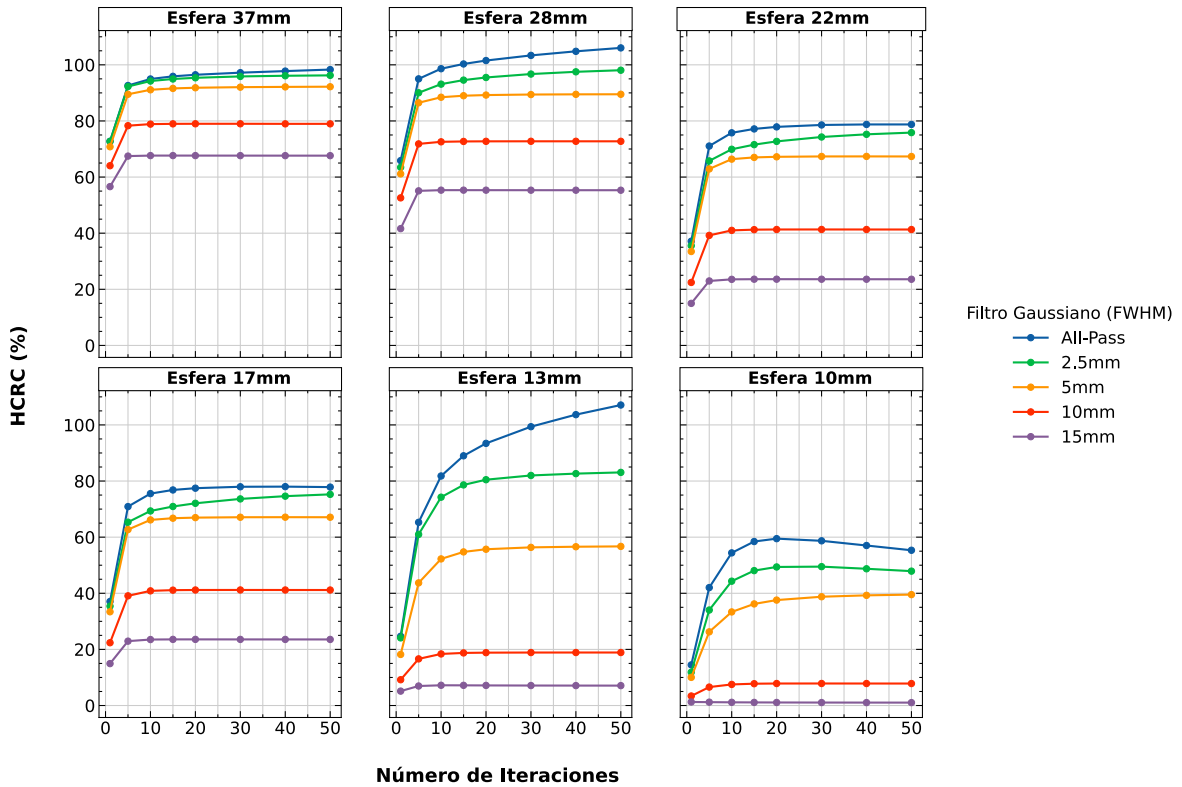 Esfera 37mm
Esfera 28mm
Esfera 22mm
100
80
60
40
20
0
HCRC (%)
Filtro Gaussiano (FWHM)
All-Pass
2.5mm
5mm
10mm
15mm
Esfera 17mm
Esfera 13mm
Esfera 10mm
100
80
60
40
20
0
0 10 20 30 40 50
0 10 20 30 40 50
0 10 20 30 40 50
Número de Iteraciones